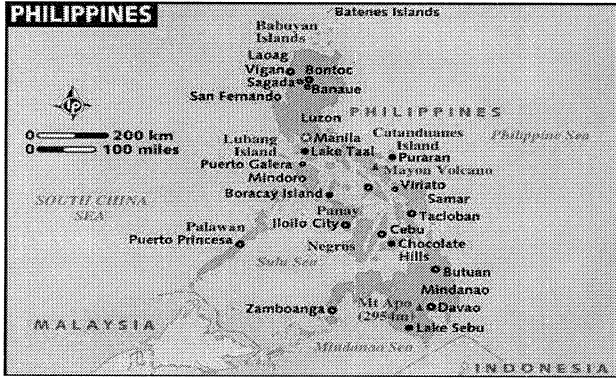 PHILIPPINES
Batenes Islands
Babuyan
Islands
Laoag
Vigan
Bontoc
Sagada
Banaue
San Fernando
PHILIPPINES
Luzon
0 200 km
0 100 miles
Manila
Catanduanes
Island
Philippine Sea
Lubang
Island
Lake Taal
Puraran
Puerto Galera
Mayon Volcano
Mindoro
Viriato
Boracay Island
Samar
SOUTH CHINA
SEA
Panay
Tacloban
Palawan
Iloilo City
Cebu
Puerto Princesa
Negros
Chocolate
Hills
Sulu Sea
Butuan
Mindanao
Zamboanga
Mt Apo
(2954m)
Davao
MALAYSIA
Lake Sebu
Mindanao Sea
INDONESIA